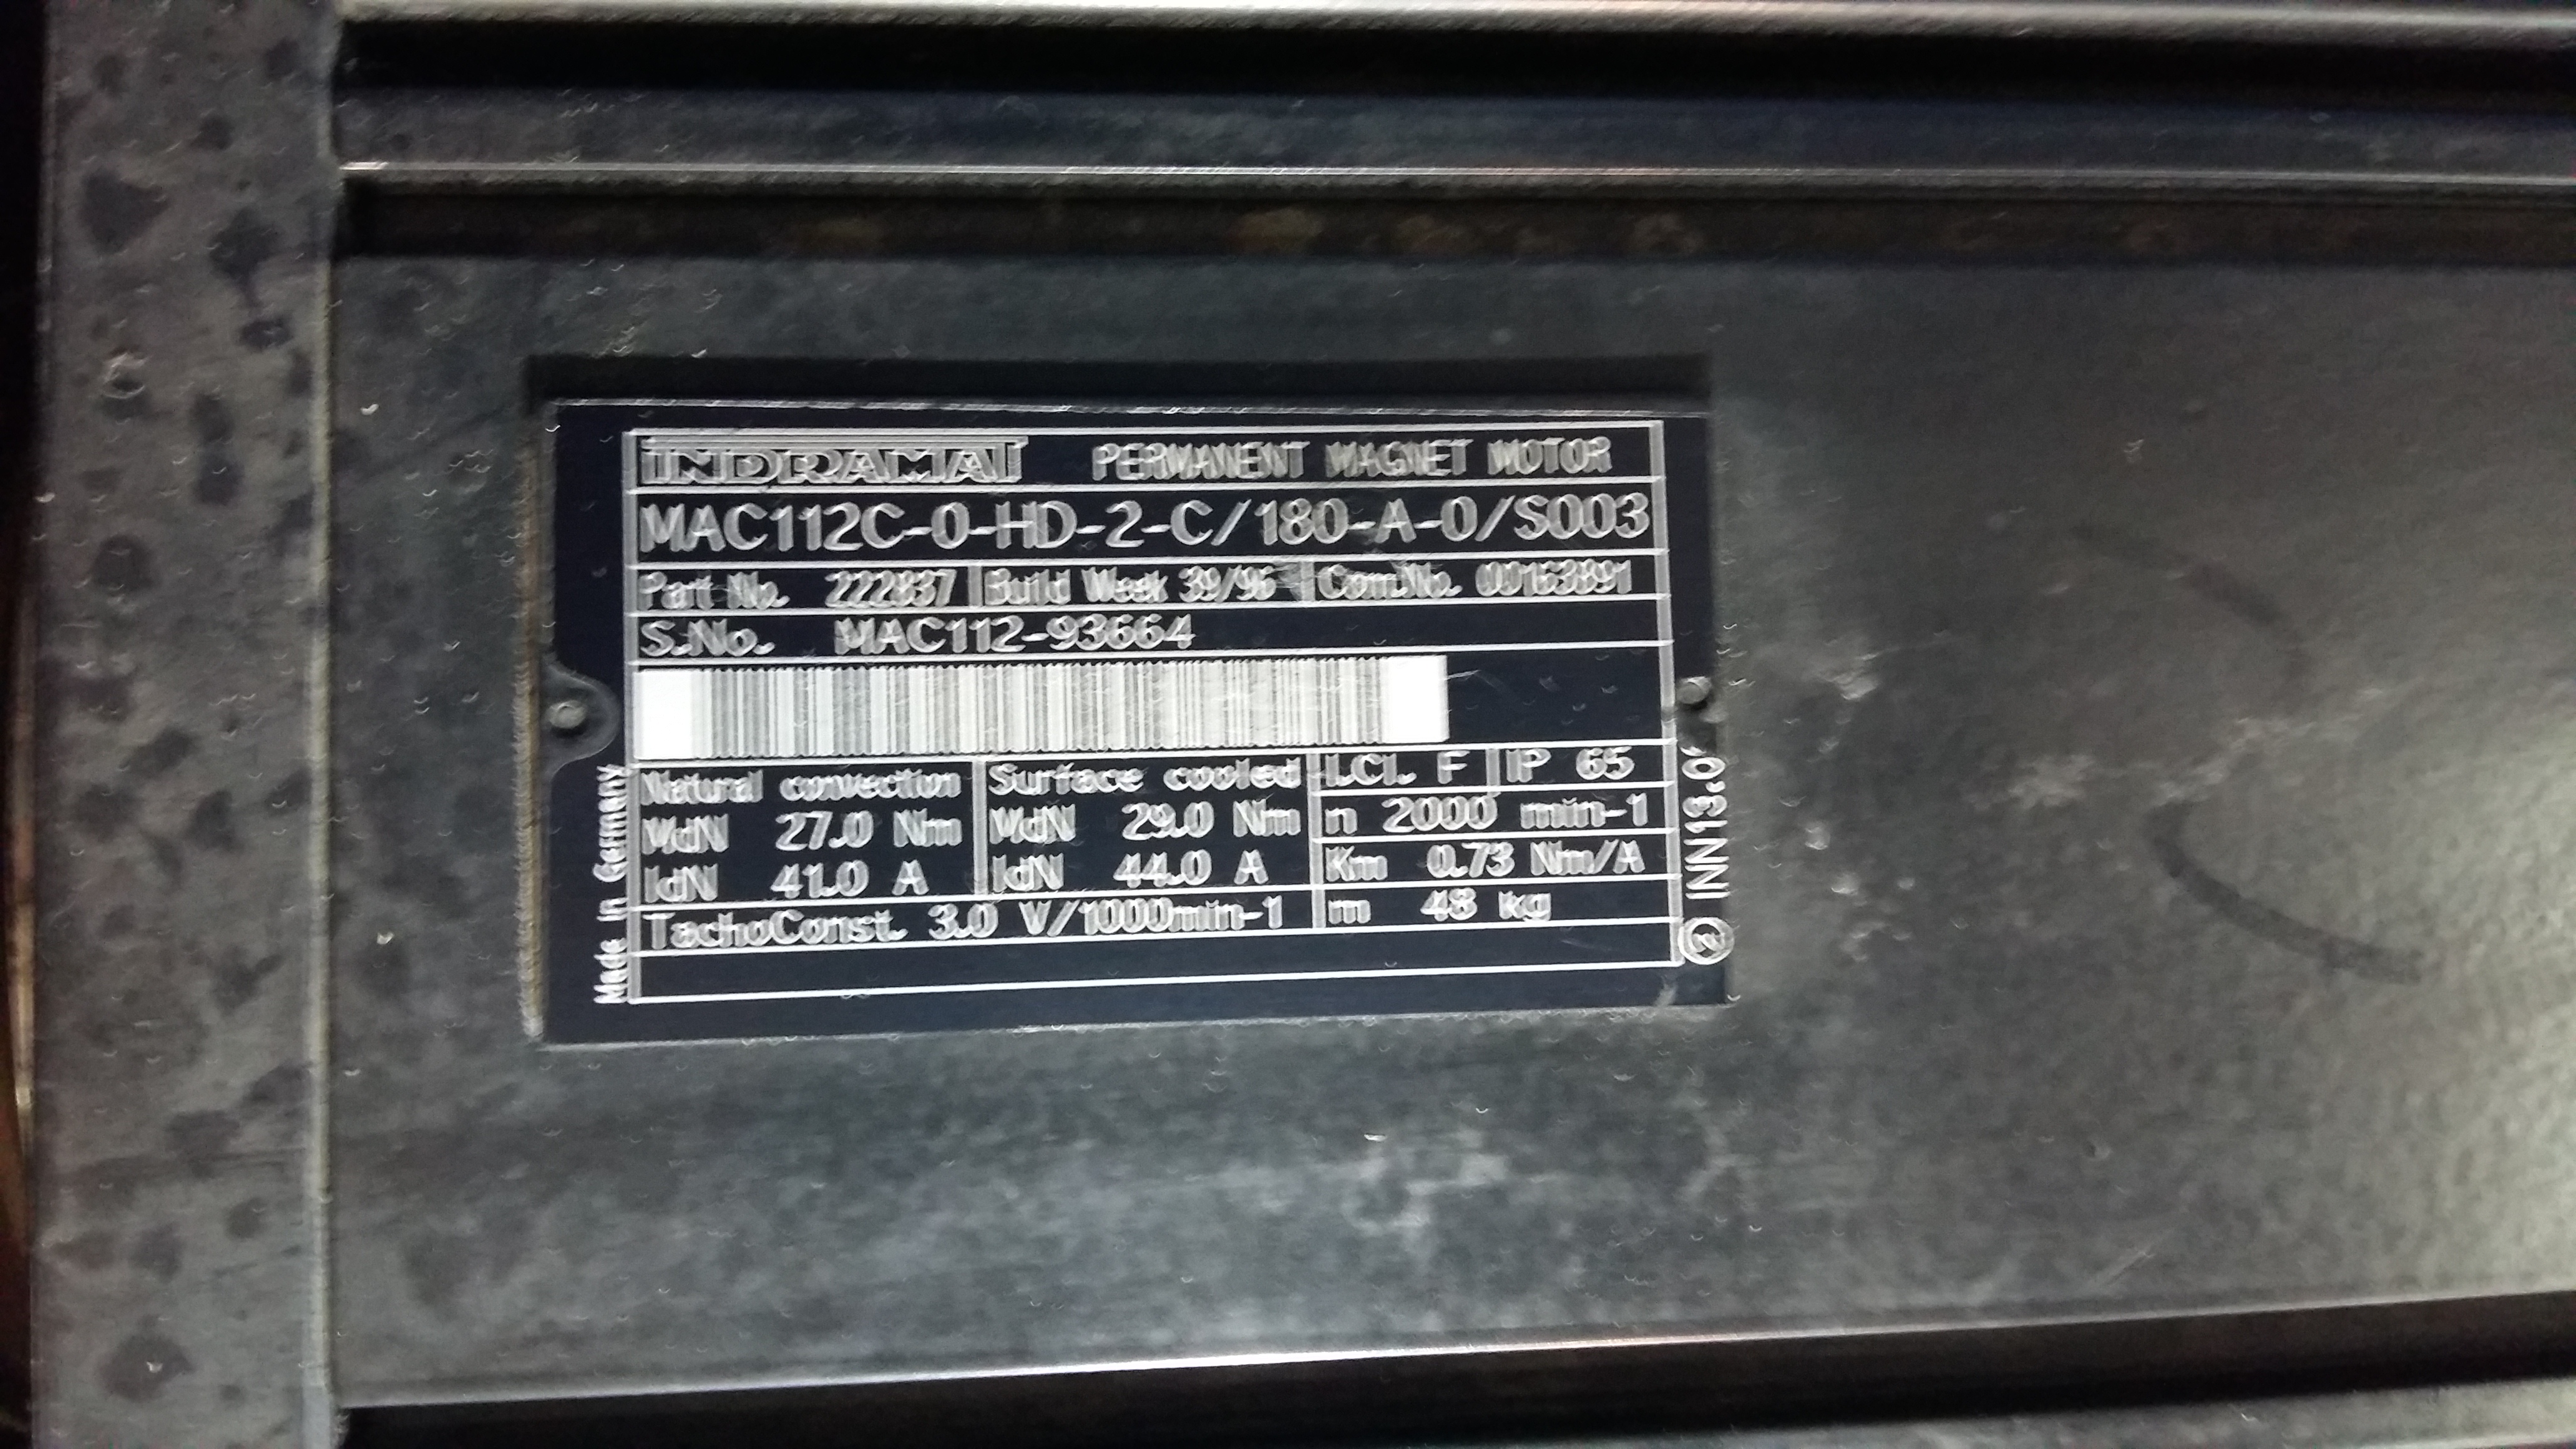 INDRAMAT PERMANENT MAGNET MOTOR
MAC112C-0-HD-2-C/180-A-0/S003
Part No. 222837 Build Week 39/96 Com.No. 00163891
S.No. MAC112-93664
Natural convection Surface cooled I.CL. F IP 65
MdN 27.0 Nm MdN 29.0 Nm n 2000 min-1
IdN 41.0 A IdN 44.0 A Km 0.73 Nm/A
TachoConst. 3.0 V/1000min-1 m 48 kg
Made in Germany